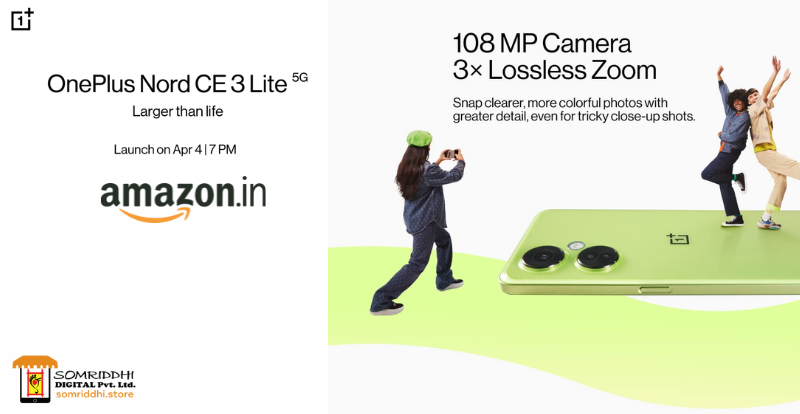 OnePlus Nord CE 3 Lite 5G
Larger than life
Launch on Apr 4 | 7 PM
amazon.in
SOMRIDDHI
DIGITAL Pvt. Ltd.
somriddhi.store
108 MP Camera
3× Lossless Zoom
Snap clearer, more colorful photos with
greater detail, even for tricky close-up shots.